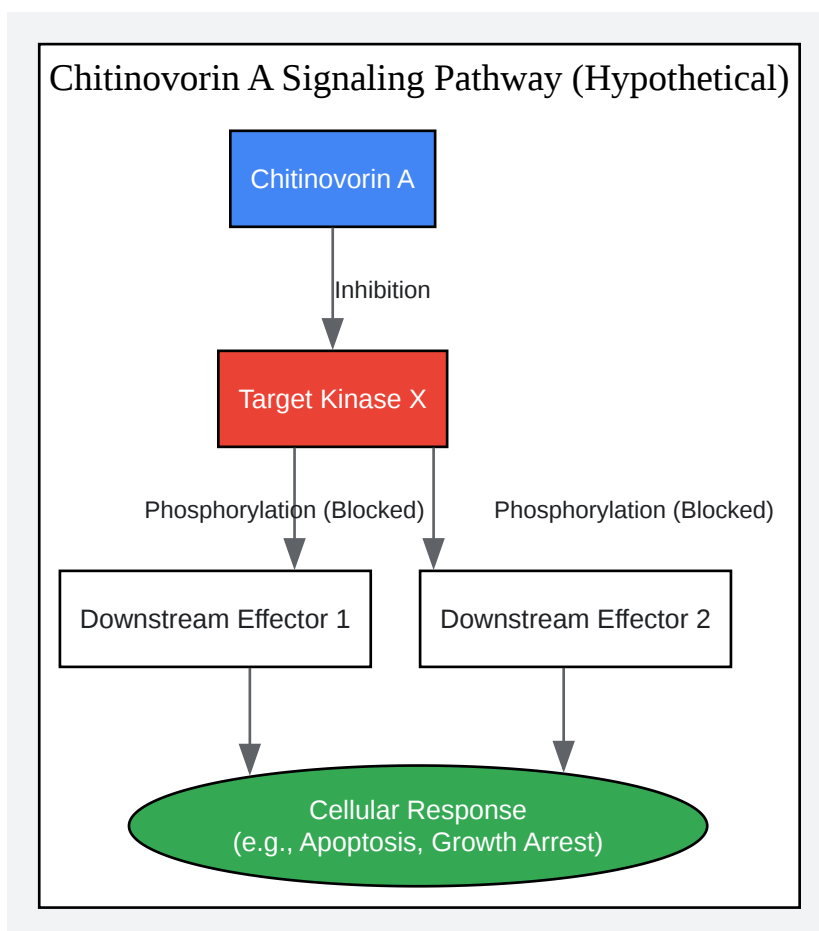 Chitinovorin A Signaling Pathway (Hypothetical)
Chitinovorin A
Inhibition
Target Kinase X
Phosphorylation (Blocked)
Phosphorylation (Blocked)
Downstream Effector 1
Downstream Effector 2
Cellular Response
(e.g., Apoptosis, Growth Arrest)